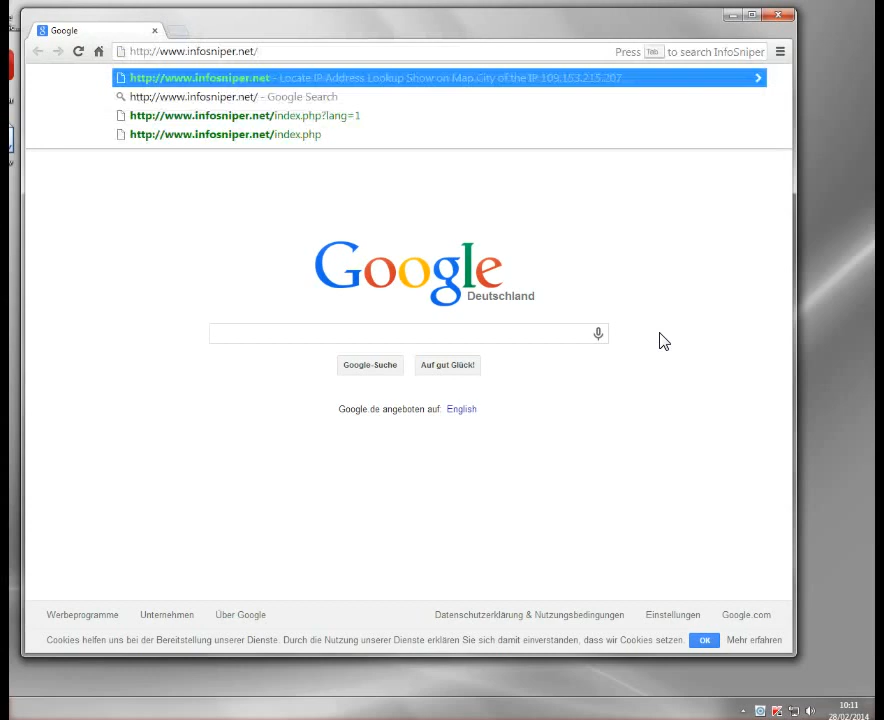 Google
http://www.infosniper.net/
Press Tab to search InfoSniper
http://www.infosniper.net - Locate IP Address Lookup Show on Map City of the IP 109.163.215.207
http://www.infosniper.net/ - Google Search
http://www.infosniper.net/index.php?lang=1
http://www.infosniper.net/index.php
Google
Deutschland
Google-Suche
Auf gut Glück!
Google.de angeboten auf: English
Werbeprogramme
Unternehmen
Über Google
Datenschutzerklärung & Nutzungsbedingungen
Einstellungen
Google.com
Cookies helfen uns bei der Bereitstellung unserer Dienste. Durch die Nutzung unserer Dienste erklären Sie sich damit einverstanden, dass wir Cookies setzen.
OK
Mehr erfahren
10:11
28/02/2014